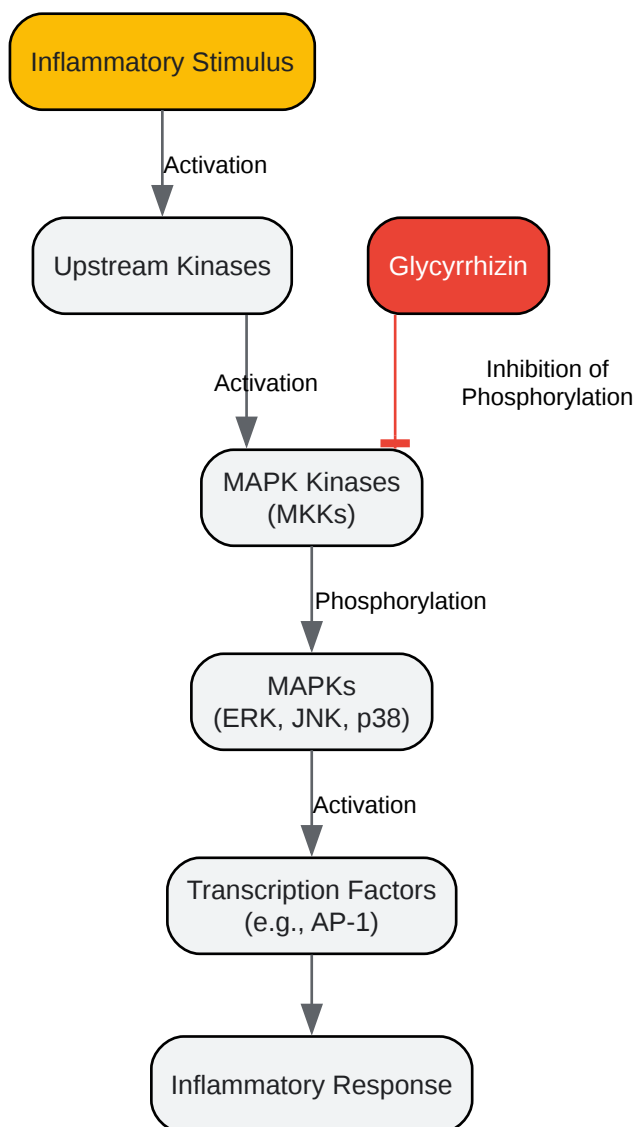 Inflammatory Stimulus
Activation
Upstream Kinases
Glycyrrhizin
Activation
Inhibition of
Phosphorylation
MAPK Kinases
(MKKs)
Phosphorylation
MAPKs
(ERK, JNK, p38)
Activation
Transcription Factors
(e.g., AP-1)
Inflammatory Response